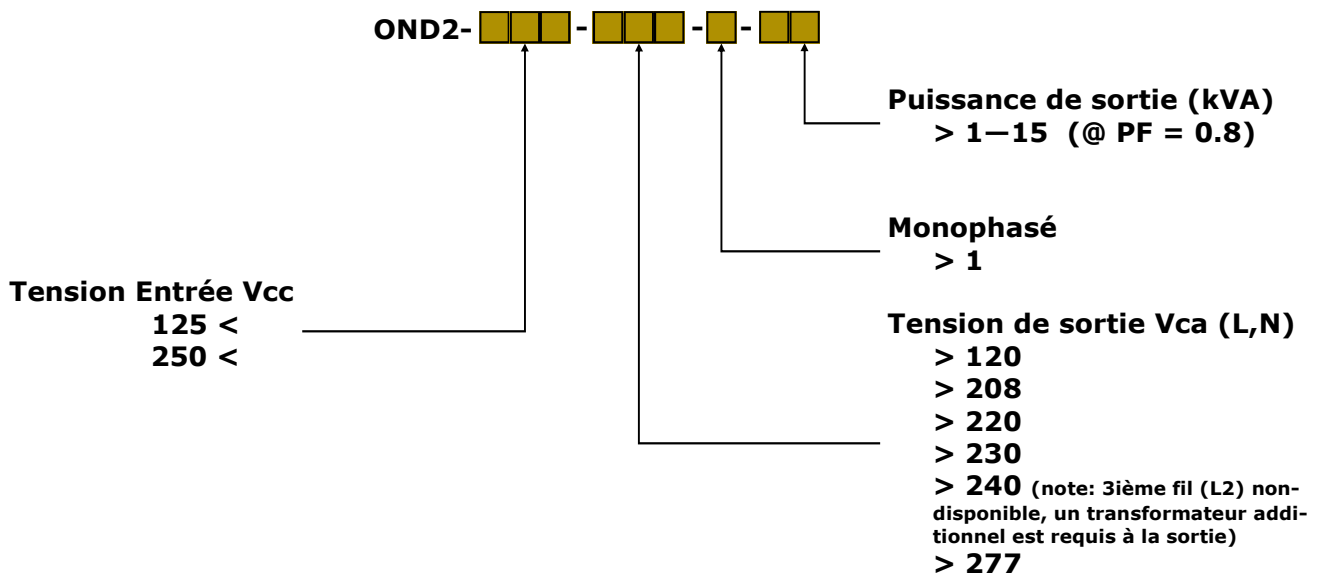 OND2- - - -
Puissance de sortie (kVA)
> 1—15 (@ PF = 0.8)
Monophasé
> 1
Tension Entrée Vcc
125 <
250 <
Tension de sortie Vca (L,N)
> 120
> 208
> 220
> 230
> 240 (note: 3ième fil (L2) non-
disponible, un transformateur addi-
tionnel est requis à la sortie)
> 277